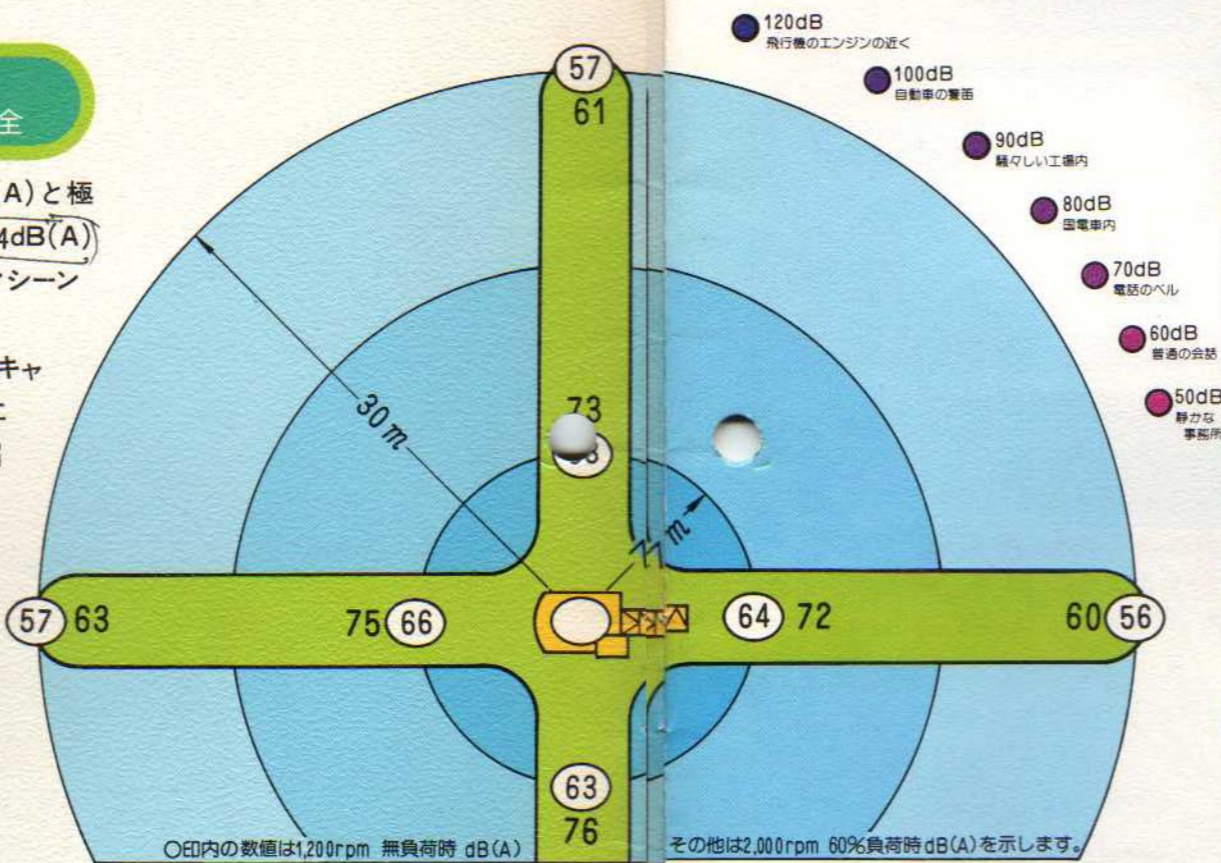 全
A)と極
4dB(A)
シーン
キャ
57
61
30m
73
m
57 63
75 66
64 72
60 56
63
76
○印内の数値は1,200rpm 無負荷時 dB(A)
その他は2,000rpm 60%負荷時dB(A)を示します。
120dB
飛行機のエンジンの近く
100dB
自動車の警笛
90dB
騒々しい工場内
80dB
国電車内
70dB
電話のベル
60dB
普通の会話
50dB
静かな
事務所